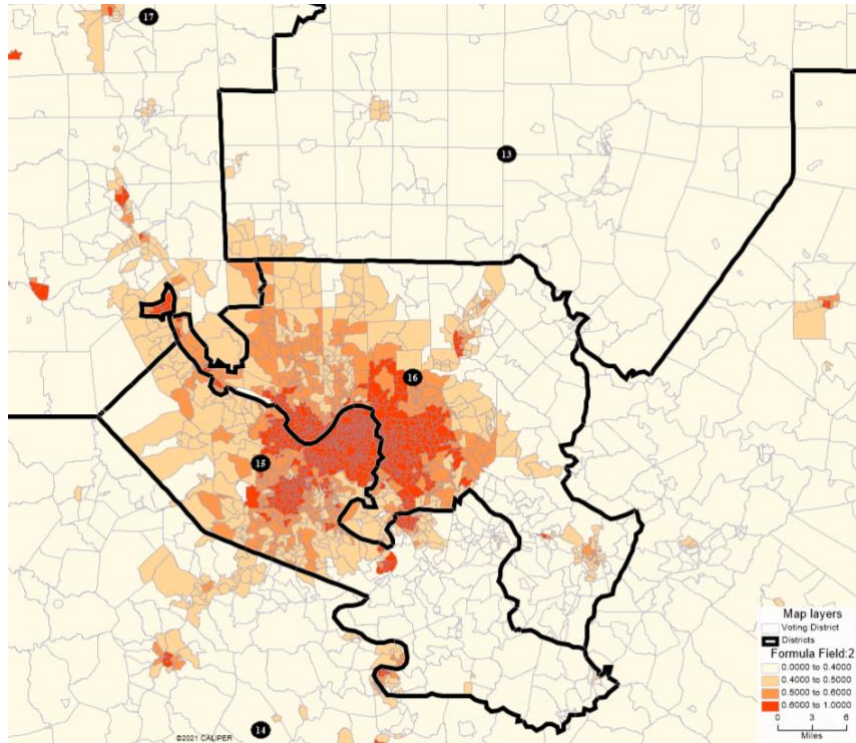 17
13
16
15
14
©2021 CALIPER
Map layers
Voting District
Districts
Formula Field:2
0.0000 to 0.4000
0.4000 to 0.5000
0.5000 to 0.6000
0.6000 to 1.0000
0 3 6
Miles